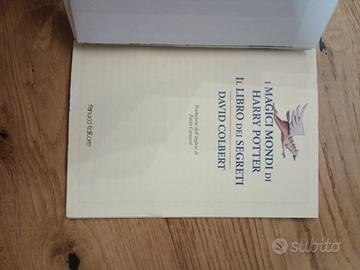 I MAGICI MONDI DI
HARRY POTTER
IL LIBRO DEI SEGRETI
DAVID COLBERT
Traduzione dall'inglese di
Paola Cartoceti
Fanucci Editore
subito